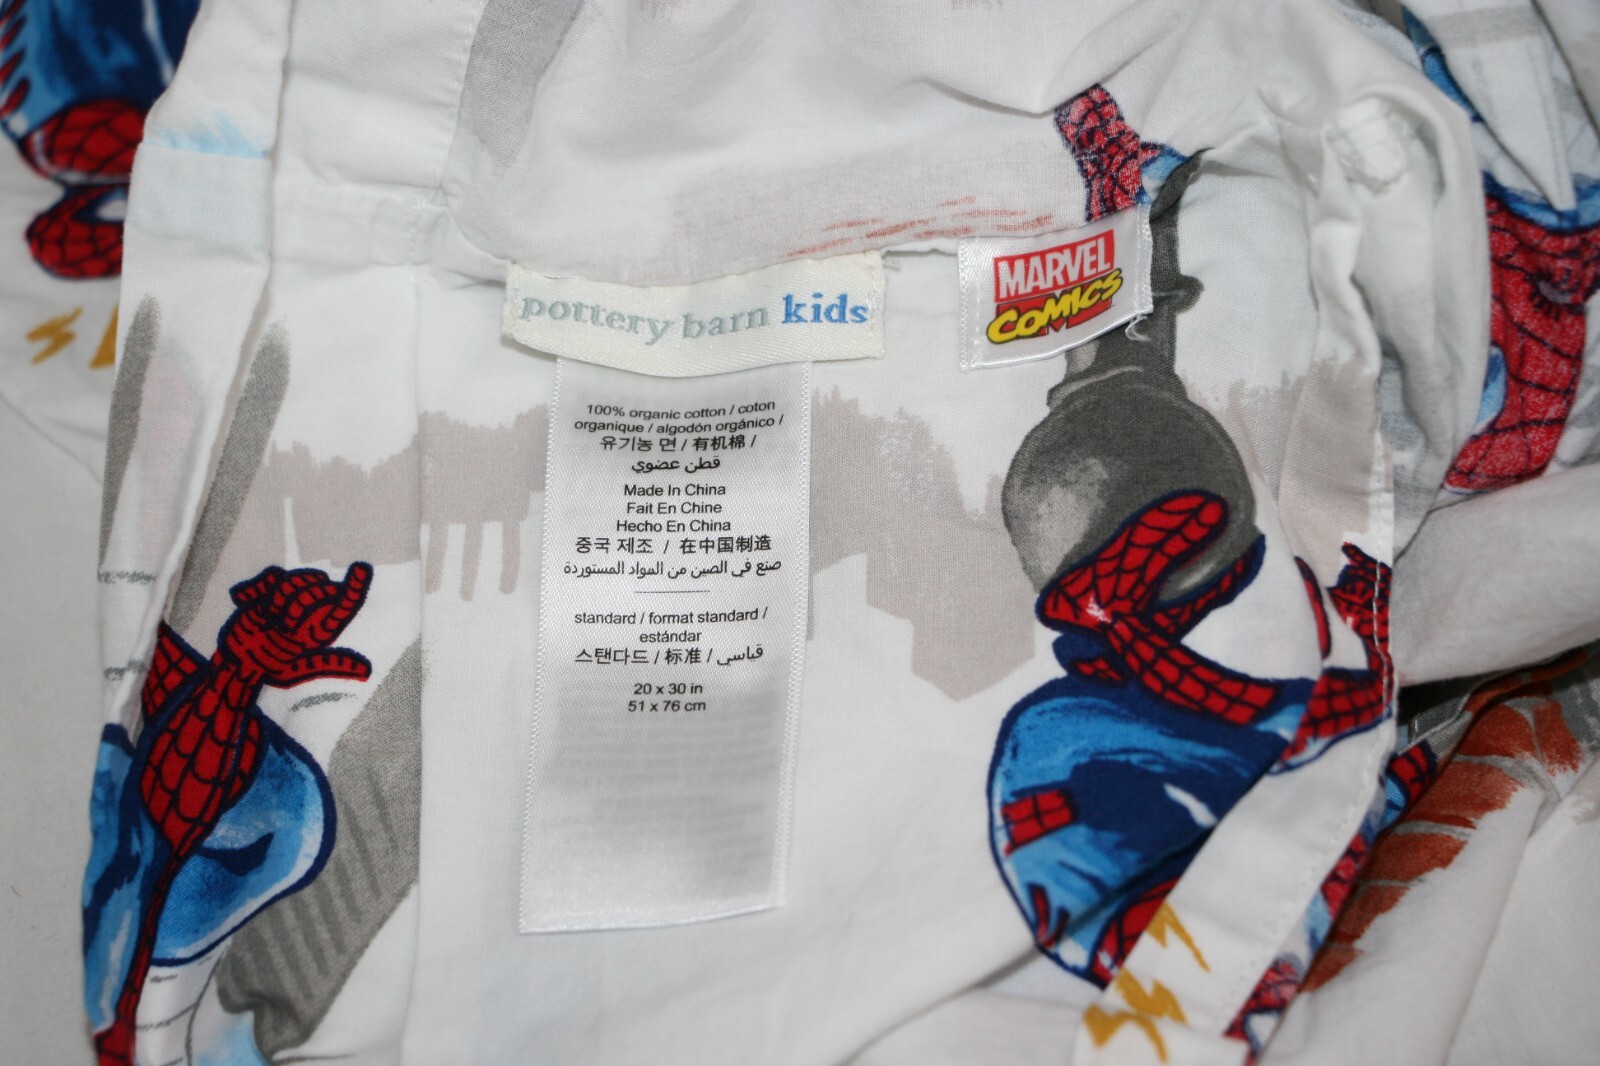 pottery barn kids
MARVEL
COMICS
100% organic cotton / coton
organique / algodón orgánico /
유기농 면 / 有机棉 /
قطن عضوي
Made In China
Fait En Chine
Hecho En China
중국 제조 / 在中国制造
صنع في الصين من المواد المستوردة
standard / format standard /
estándar
스탠다드 / 标准 / قياسي
20 x 30 in
51 x 76 cm